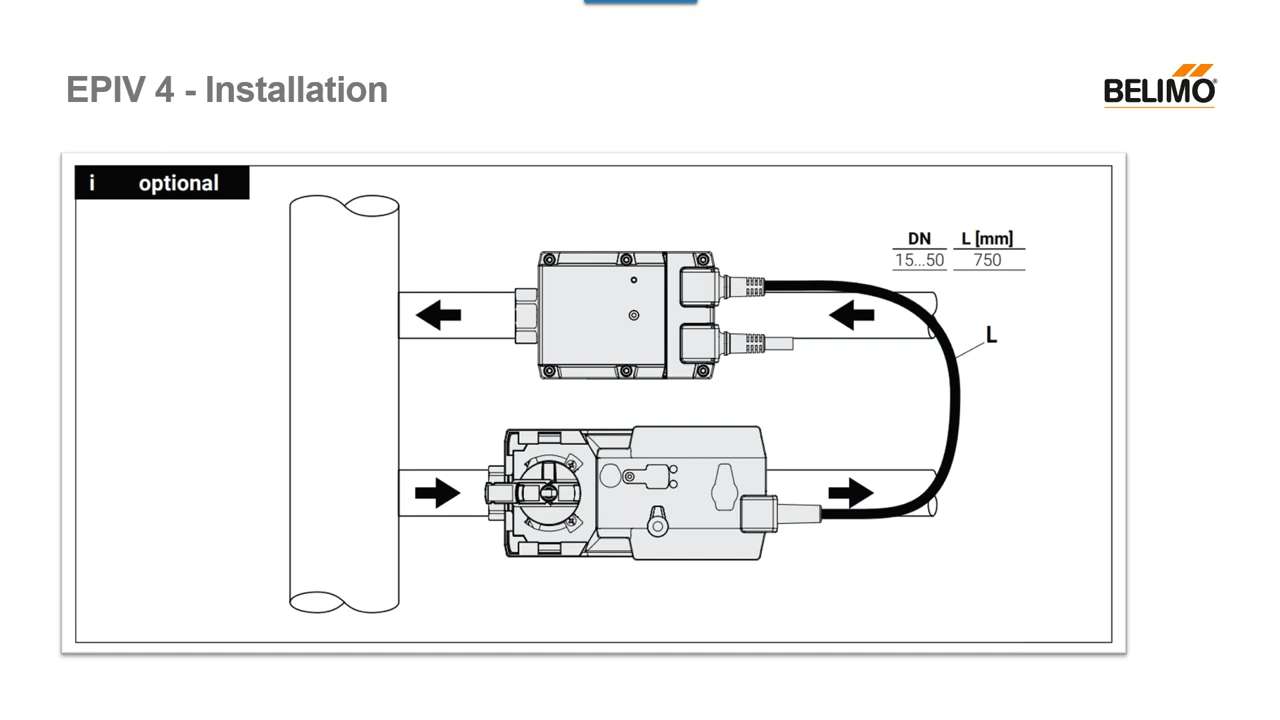 EPIV 4 - Installation
BELIMO®
i optional
DN L [mm]
15...50 750
L